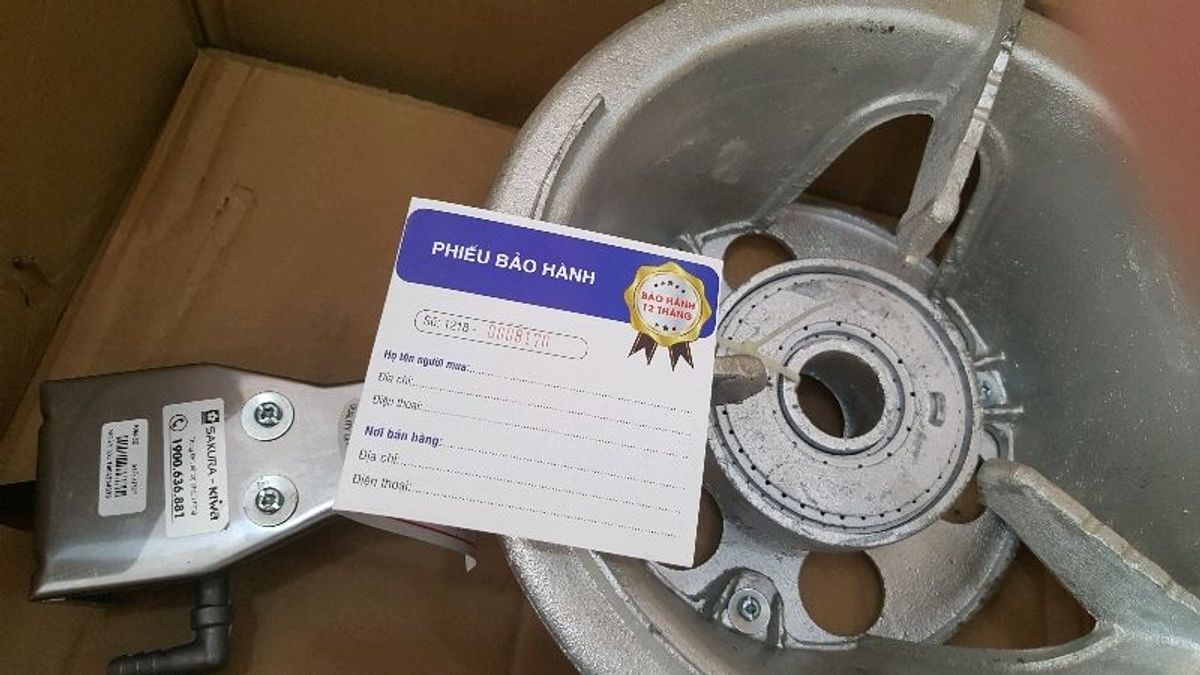 PHIẾU BẢO HÀNH
BẢO HÀNH
12 THÁNG
Số: 1218 - 0008170
Họ tên người mua:
Địa chỉ:
Điện thoại:
Nơi bán hàng:
Địa chỉ:
Điện thoại:
SAKURA - KIWA
1900.636.881